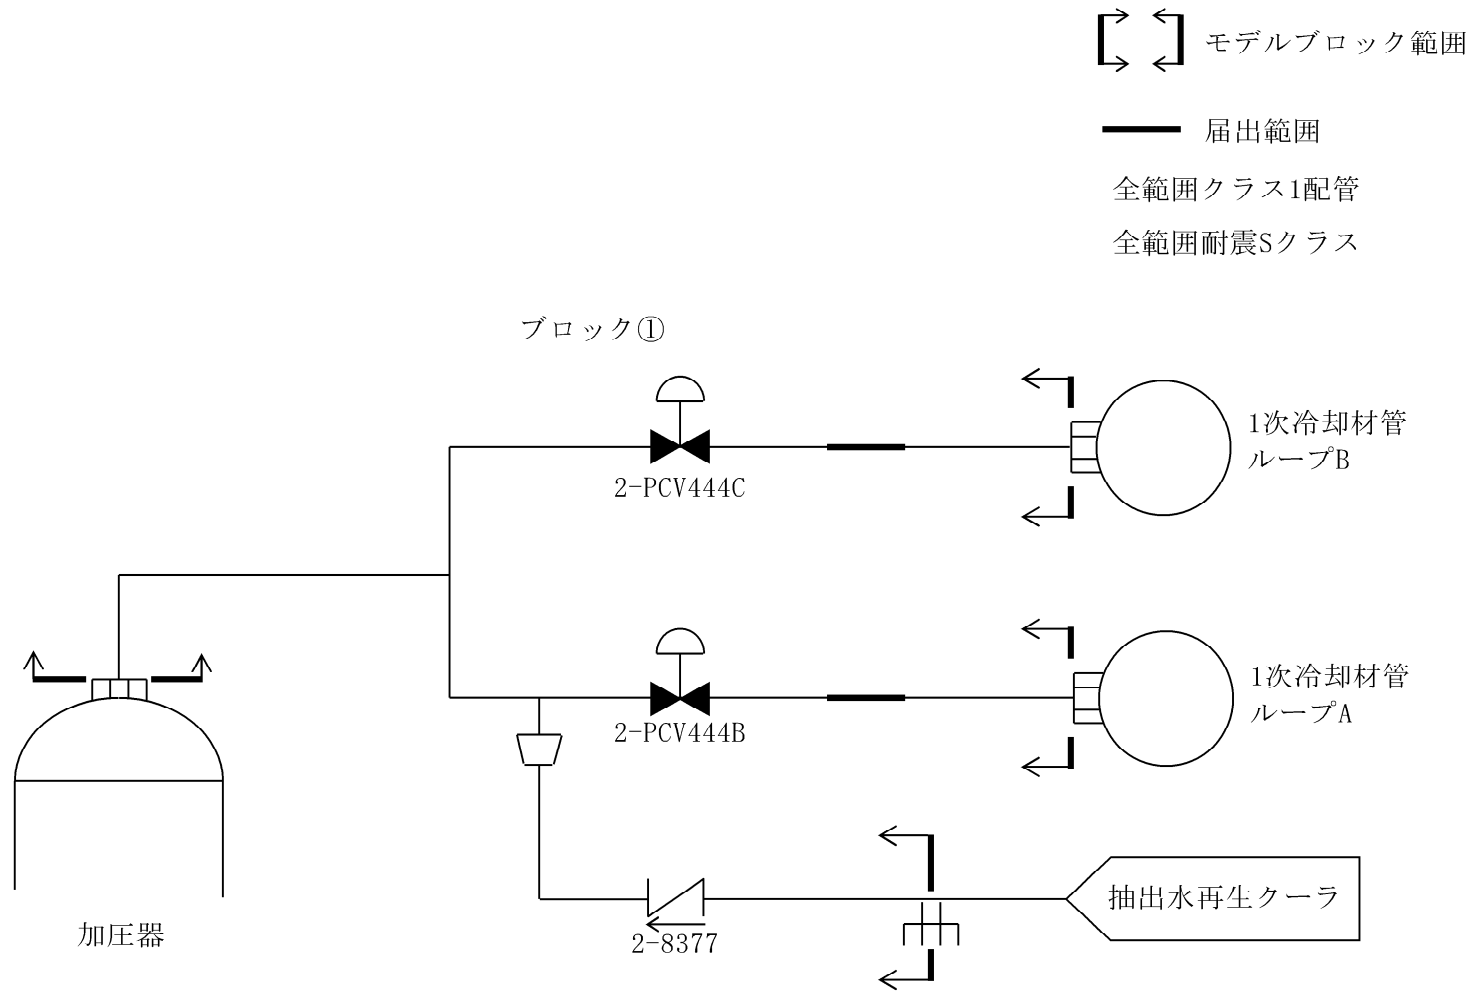 モデルブロック範囲
届出範囲
全範囲クラス1配管
全範囲耐震Sクラス
ブロック①
2-PCV444C
1次冷却材管
ループB
2-PCV444B
1次冷却材管
ループA
抽出水再生クーラ
2-8377
加圧器